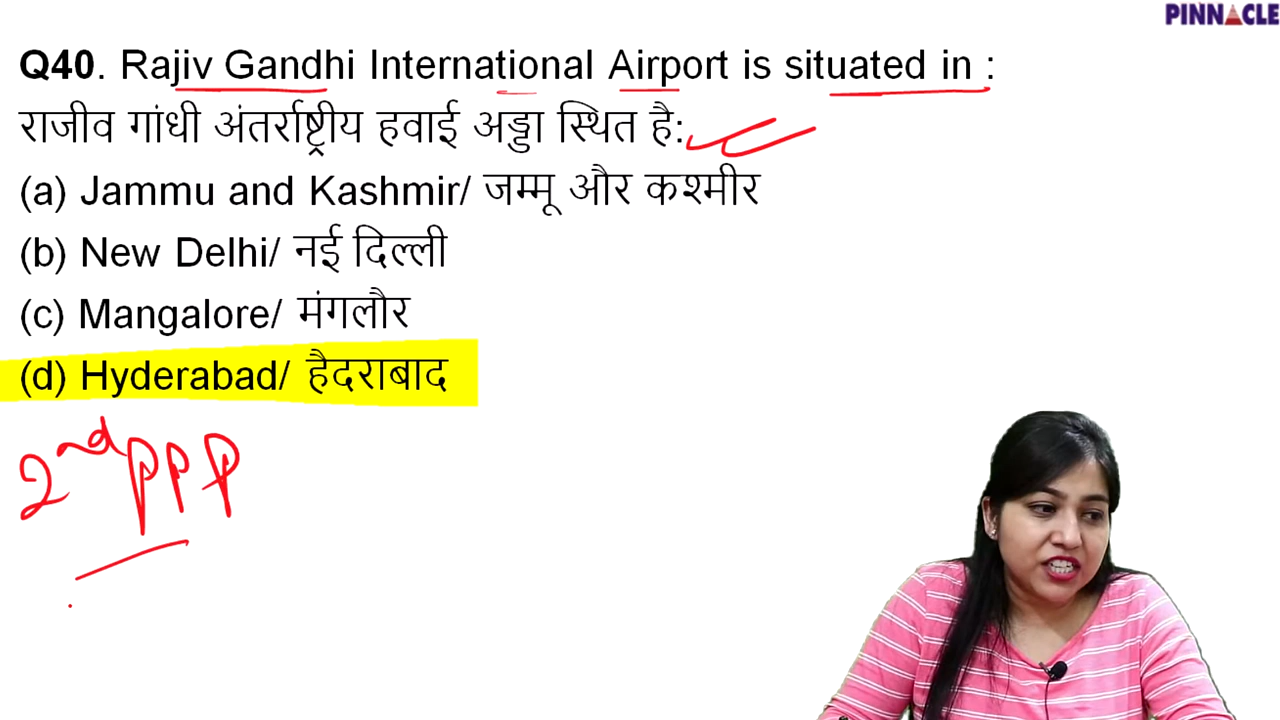 PINNACLE
Q40. Rajiv Gandhi International Airport is situated in :
राजीव गांधी अंतर्राष्ट्रीय हवाई अड्डा स्थित है:
(a) Jammu and Kashmir/ जम्मू और कश्मीर
(b) New Delhi/ नई दिल्ली
(c) Mangalore/ मंगलौर
(d) Hyderabad/ हैदराबाद
2nd PPP